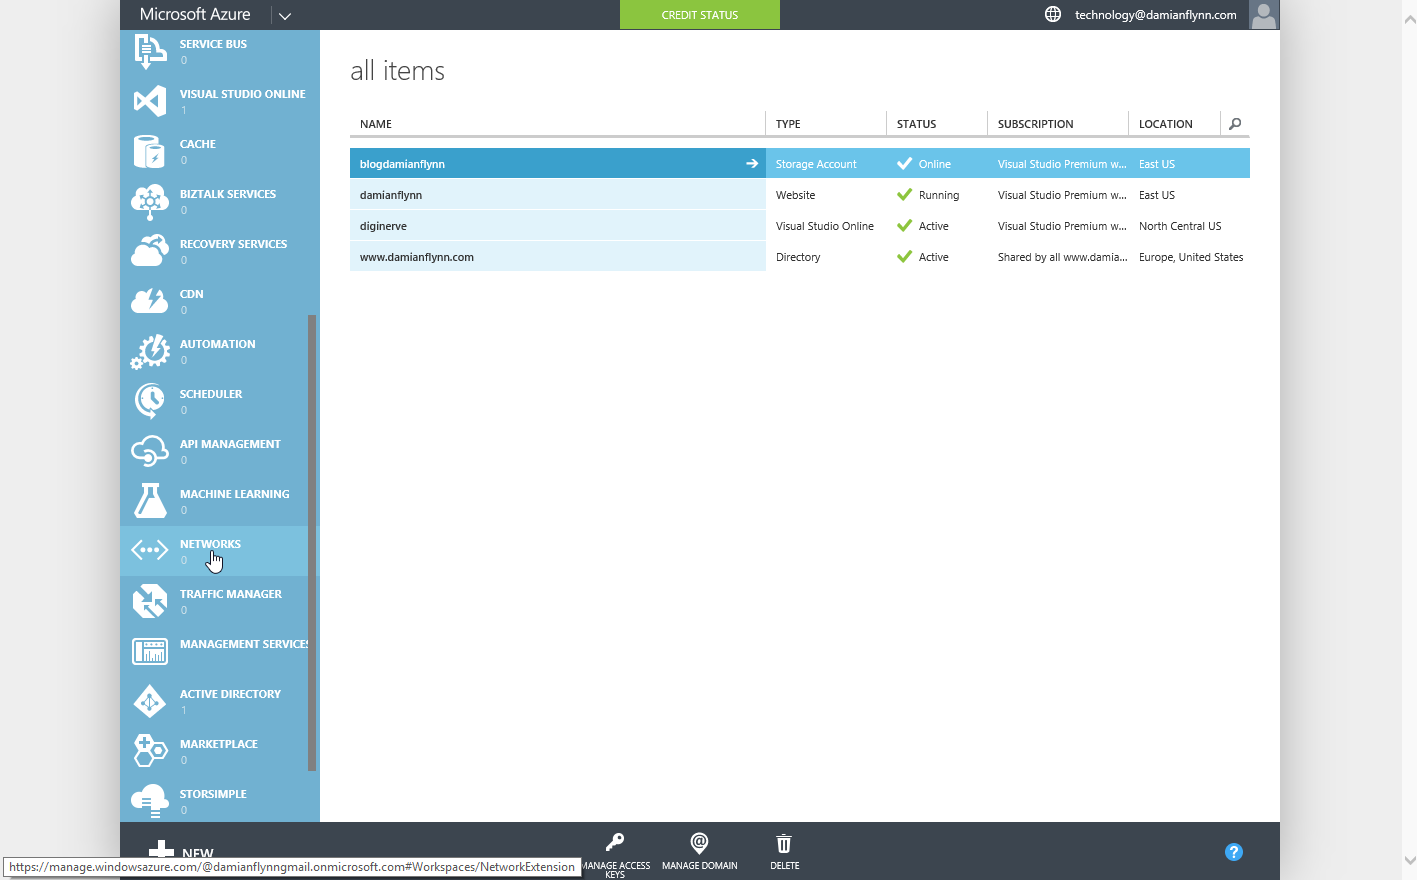 Microsoft Azure
CREDIT STATUS
technology@damianflynn.com
SERVICE BUS
0
VISUAL STUDIO ONLINE
1
CACHE
0
BIZTALK SERVICES
0
RECOVERY SERVICES
0
CDN
0
AUTOMATION
0
SCHEDULER
0
API MANAGEMENT
0
MACHINE LEARNING
0
NETWORKS
0
TRAFFIC MANAGER
0
MANAGEMENT SERVICES
ACTIVE DIRECTORY
1
MARKETPLACE
0
STORSIMPLE
0
all items
NAME TYPE STATUS SUBSCRIPTION LOCATION
blogdamianflynn Storage Account Online Visual Studio Premium w... East US
damianflynn Website Running Visual Studio Premium w... East US
diginerve Visual Studio Online Active Visual Studio Premium w... North Central US
www.damianflynn.com Directory Active Shared by all www.damia... Europe, United States
NEW
MANAGE ACCESS
KEYS
MANAGE DOMAIN
DELETE
?
https://manage.windowsazure.com/@damianflynngmail.onmicrosoft.com#Workspaces/NetworkExtension